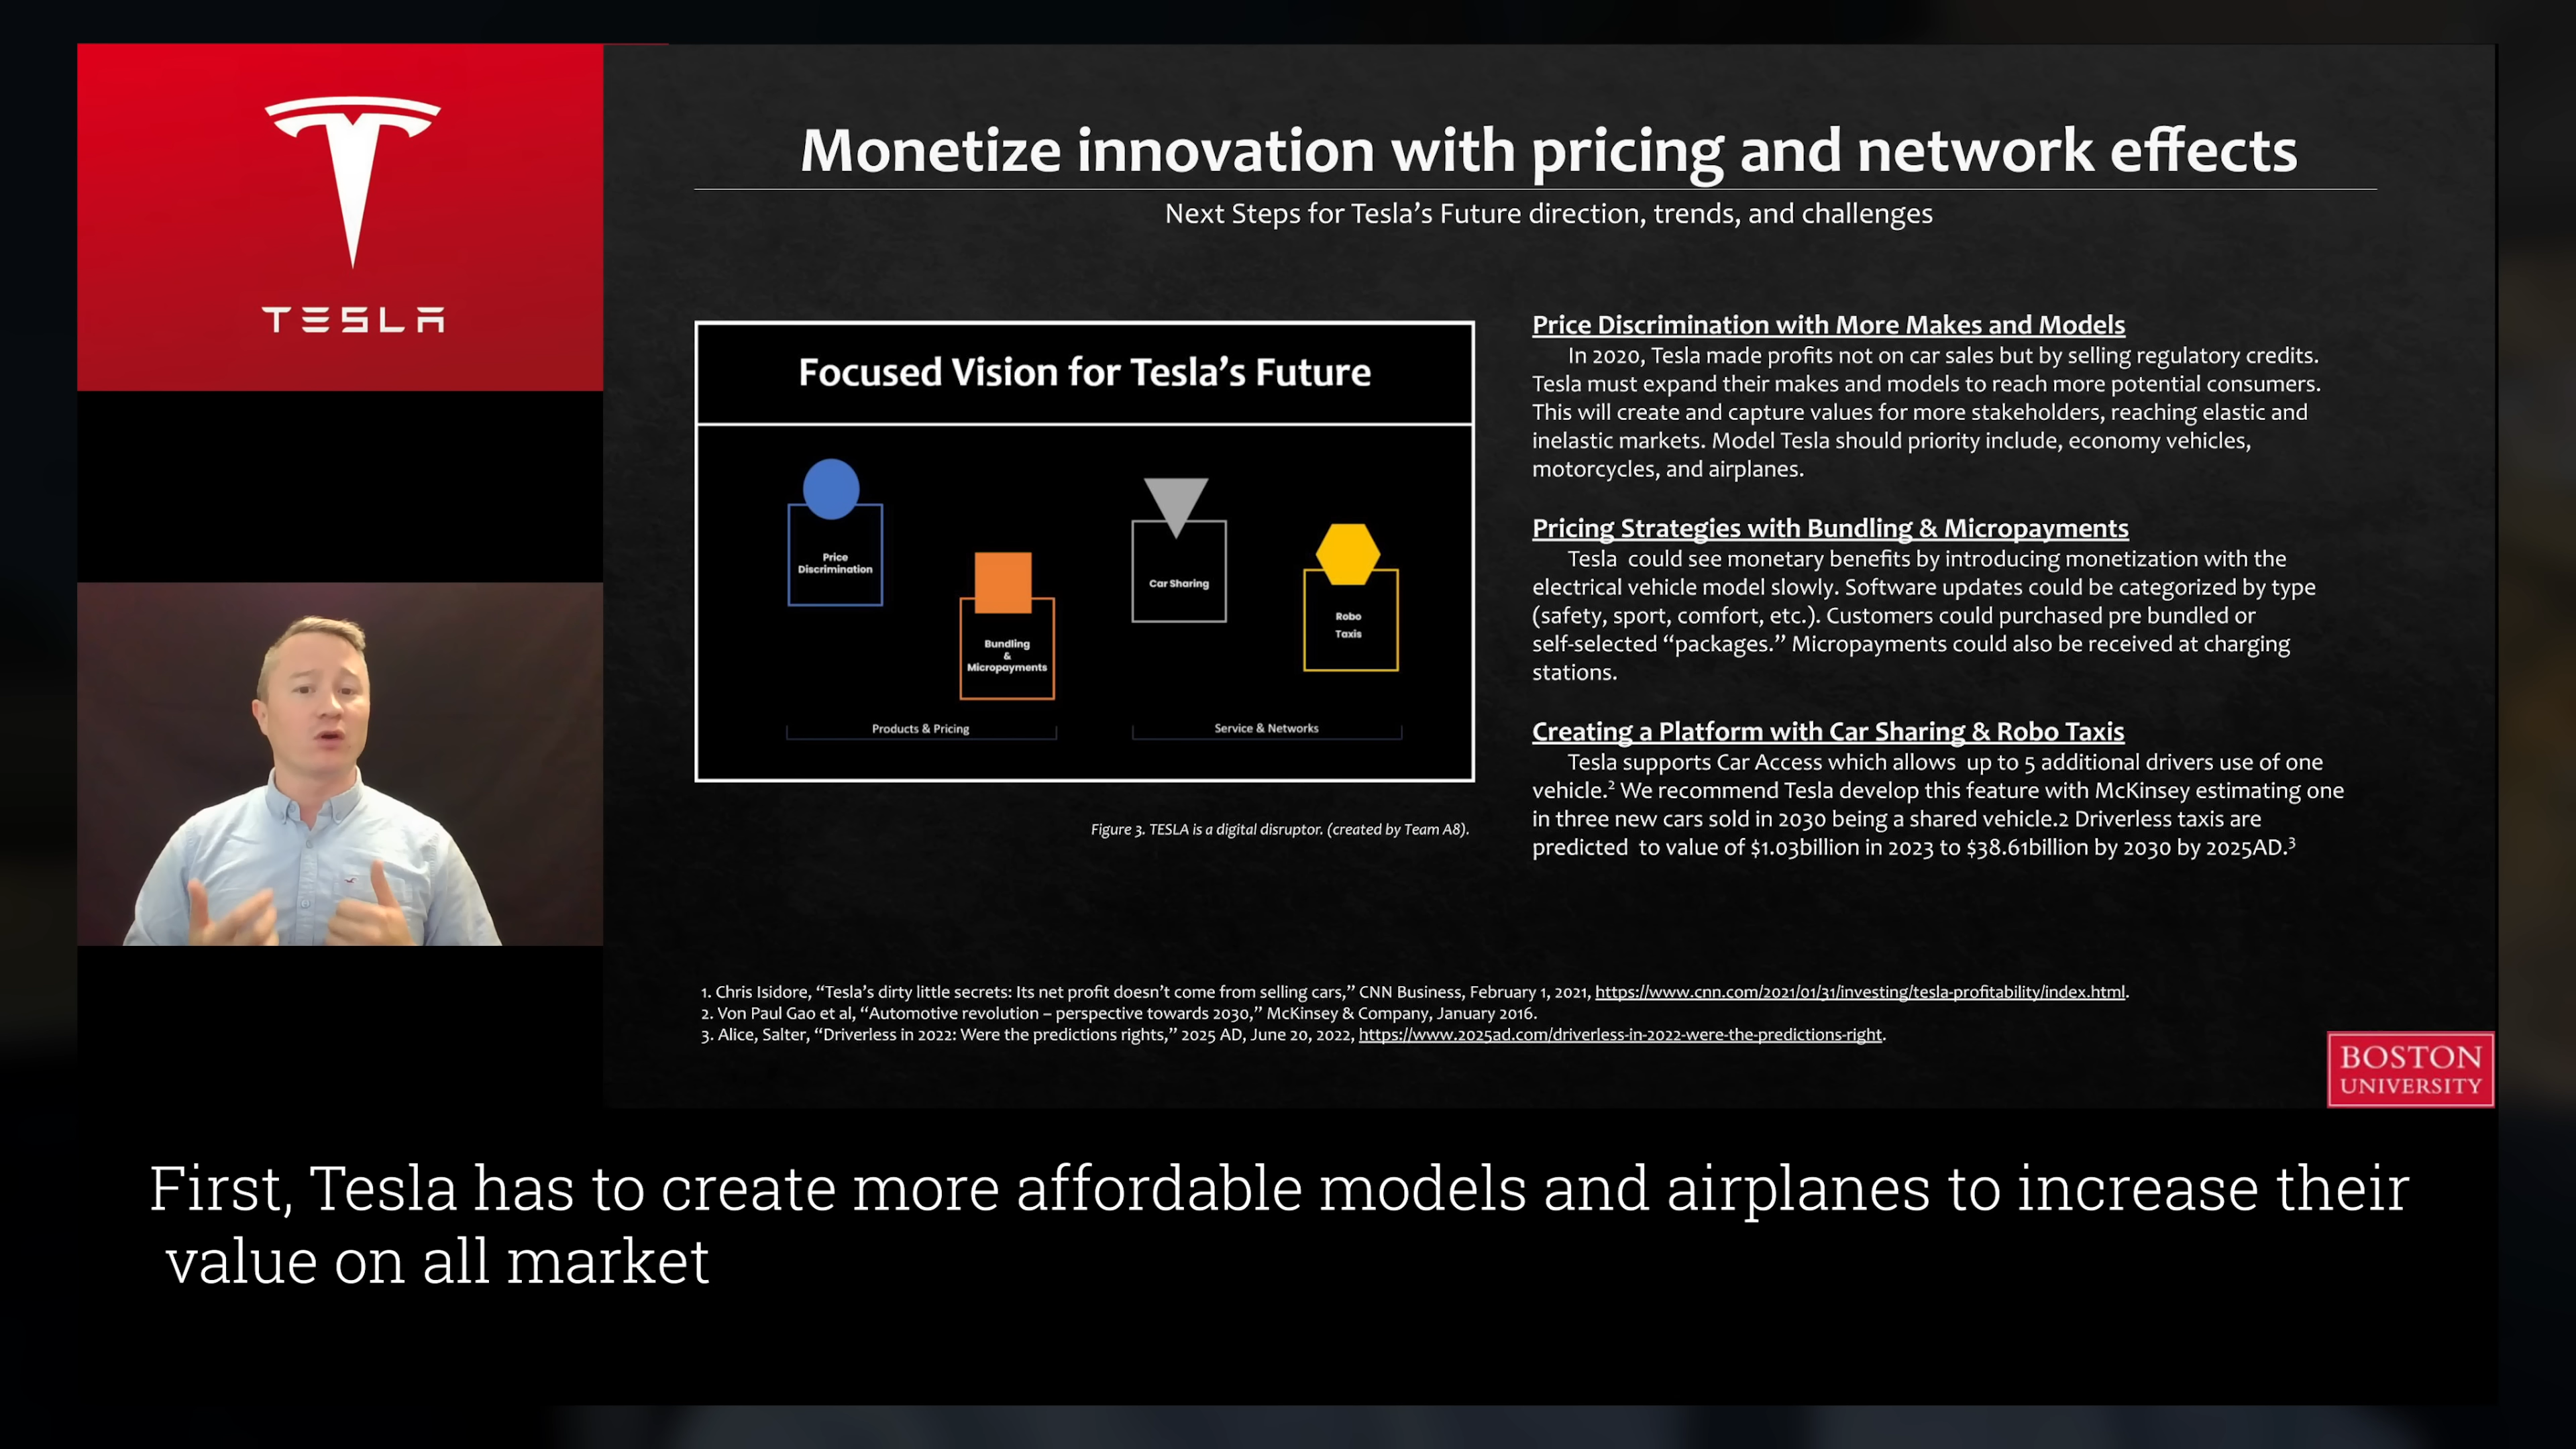 TESLA
Monetize innovation with pricing and network effects
Next Steps for Tesla’s Future direction, trends, and challenges
Focused Vision for Tesla’s Future
Price
Discrimination
Bundling
&
Micropayments
Car Sharing
Robo
Taxis
Products & Pricing
Service & Networks
Figure 3. TESLA is a digital disruptor. (created by Team A8).
Price Discrimination with More Makes and Models
In 2020, Tesla made profits not on car sales but by selling regulatory credits.
Tesla must expand their makes and models to reach more potential consumers.
This will create and capture values for more stakeholders, reaching elastic and
inelastic markets. Model Tesla should priority include, economy vehicles,
motorcycles, and airplanes.
Pricing Strategies with Bundling & Micropayments
Tesla could see monetary benefits by introducing monetization with the
electrical vehicle model slowly. Software updates could be categorized by type
(safety, sport, comfort, etc.). Customers could purchased pre bundled or
self-selected “packages.” Micropayments could also be received at charging
stations.
Creating a Platform with Car Sharing & Robo Taxis
Tesla supports Car Access which allows up to 5 additional drivers use of one
vehicle.² We recommend Tesla develop this feature with McKinsey estimating one
in three new cars sold in 2030 being a shared vehicle.2 Driverless taxis are
predicted to value of $1.03billion in 2023 to $38.61billion by 2030 by 2025AD.³
1. Chris Isidore, “Tesla’s dirty little secrets: Its net profit doesn’t come from selling cars,” CNN Business, February 1, 2021, https://www.cnn.com/2021/01/31/investing/tesla-profitability/index.html.
2. Von Paul Gao et al, “Automotive revolution – perspective towards 2030,” McKinsey & Company, January 2016.
3. Alice, Salter, “Driverless in 2022: Were the predictions rights,” 2025 AD, June 20, 2022, https://www.2025ad.com/driverless-in-2022-were-the-predictions-right.
BOSTON
UNIVERSITY
First, Tesla has to create more affordable models and airplanes to increase their
value on all market